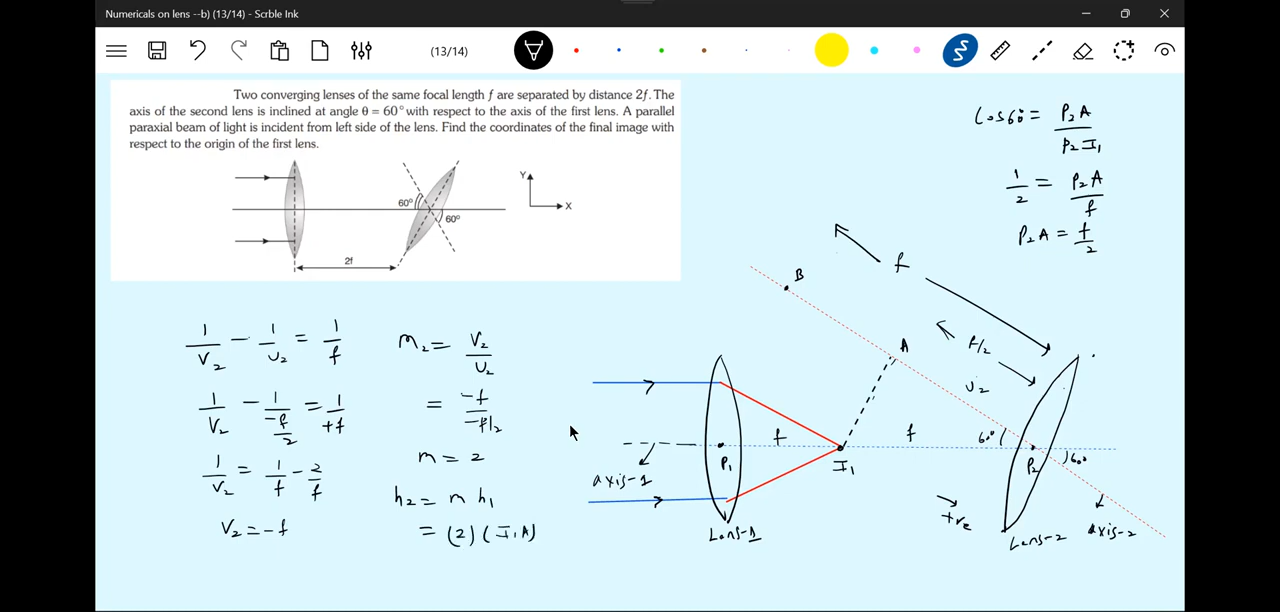 Numericals on lens --b) (13/14) - Scrble Ink
(13/14)
Two converging lenses of the same focal length f are separated by distance 2f. The
axis of the second lens is inclined at angle θ = 60° with respect to the axis of the first lens. A parallel
paraxial beam of light is incident from left side of the lens. Find the coordinates of the final image with
respect to the origin of the first lens.
60°
60°
Y
X
2f
Cos60 = P₂A / P₂I₁
1/2 = P₂A / f
P₂A = f/2
1/V₂ - 1/U₂ = 1/f
1/V₂ - 1/(-f/2) = 1/+f
1/V₂ = 1/f - 2/f
V₂ = -f
m₂ = V₂/U₂
= -f / -f/2
m = 2
h₂ = m h₁
= (2) (I₁A)
B
f
A
f/2
U₂
f
f
60°
60°
P₁
I₁
P₂
axis-1
Lens-1
+ve
Lens-2
axis-2